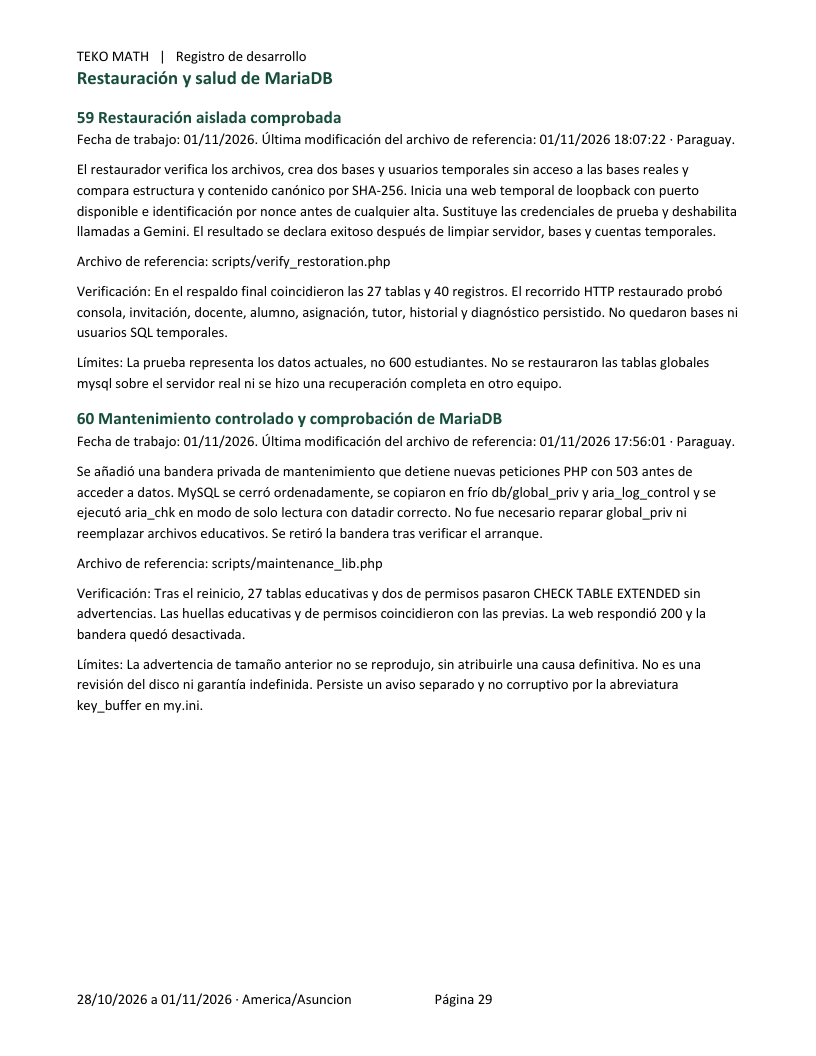 TEKO MATH | Registro de desarrollo
Restauración y salud de MariaDB
59 Restauración aislada comprobada
Fecha de trabajo: 01/11/2026. Última modificación del archivo de referencia: 01/11/2026 18:07:22 · Paraguay.
El restaurador verifica los archivos, crea dos bases y usuarios temporales sin acceso a las bases reales y
compara estructura y contenido canónico por SHA-256. Inicia una web temporal de loopback con puerto
disponible e identificación por nonce antes de cualquier alta. Sustituye las credenciales de prueba y deshabilita
llamadas a Gemini. El resultado se declara exitoso después de limpiar servidor, bases y cuentas temporales.
Archivo de referencia: scripts/verify_restoration.php
Verificación: En el respaldo final coincidieron las 27 tablas y 40 registros. El recorrido HTTP restaurado probó
consola, invitación, docente, alumno, asignación, tutor, historial y diagnóstico persistido. No quedaron bases ni
usuarios SQL temporales.
Límites: La prueba representa los datos actuales, no 600 estudiantes. No se restauraron las tablas globales
mysql sobre el servidor real ni se hizo una recuperación completa en otro equipo.
60 Mantenimiento controlado y comprobación de MariaDB
Fecha de trabajo: 01/11/2026. Última modificación del archivo de referencia: 01/11/2026 17:56:01 · Paraguay.
Se añadió una bandera privada de mantenimiento que detiene nuevas peticiones PHP con 503 antes de
acceder a datos. MySQL se cerró ordenadamente, se copiaron en frío db/global_priv y aria_log_control y se
ejecutó aria_chk en modo de solo lectura con datadir correcto. No fue necesario reparar global_priv ni
reemplazar archivos educativos. Se retiró la bandera tras verificar el arranque.
Archivo de referencia: scripts/maintenance_lib.php
Verificación: Tras el reinicio, 27 tablas educativas y dos de permisos pasaron CHECK TABLE EXTENDED sin
advertencias. Las huellas educativas y de permisos coincidieron con las previas. La web respondió 200 y la
bandera quedó desactivada.
Límites: La advertencia de tamaño anterior no se reprodujo, sin atribuirle una causa definitiva. No es una
revisión del disco ni garantía indefinida. Persiste un aviso separado y no corruptivo por la abreviatura
key_buffer en my.ini.
28/10/2026 a 01/11/2026 · America/Asuncion Página 29